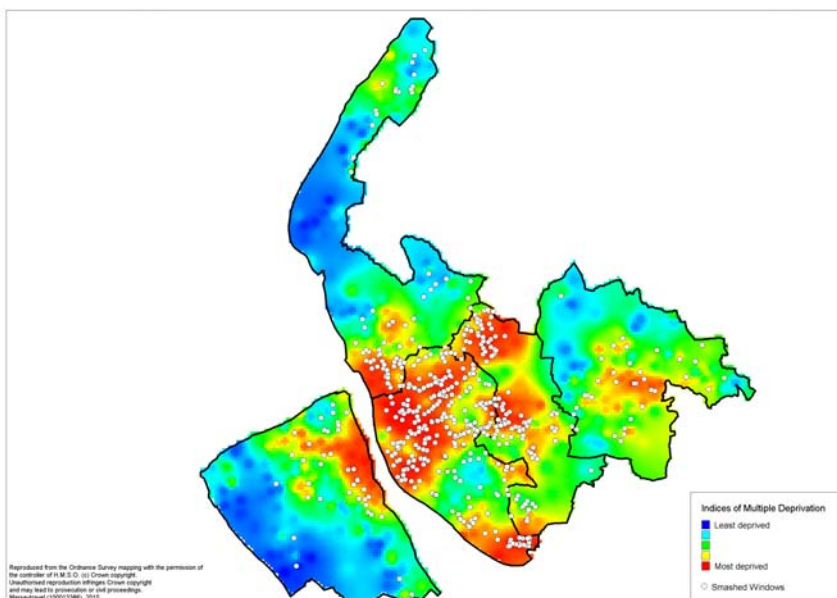 Indices of Multiple Deprivation
Least deprived
Most deprived
Smashed Windows
Reproduced from the Ordnance Survey mapping with the permission of
the controller of H.M.S.O. (c) Crown copyright.
Unauthorised reproduction infringes Crown copyright
and may lead to prosecution or civil proceedings.